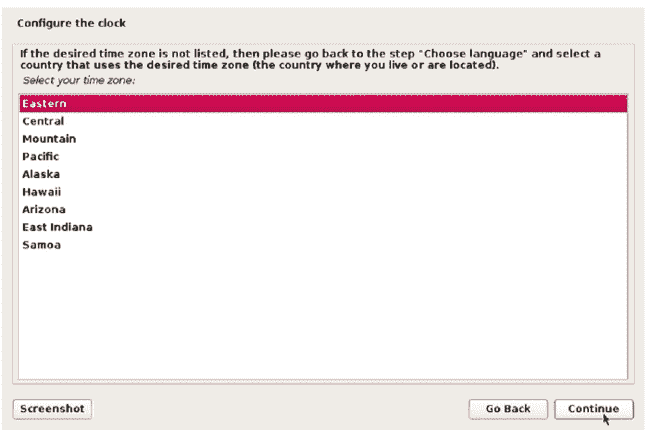 Configure the clock
If the desired time zone is not listed, then please go back to the step "Choose language" and select a
country that uses the desired time zone (the country where you live or are located).
Select your time zone:
Eastern
Central
Mountain
Pacific
Alaska
Hawaii
Arizona
East Indiana
Samoa
Screenshot
Go Back
Continue